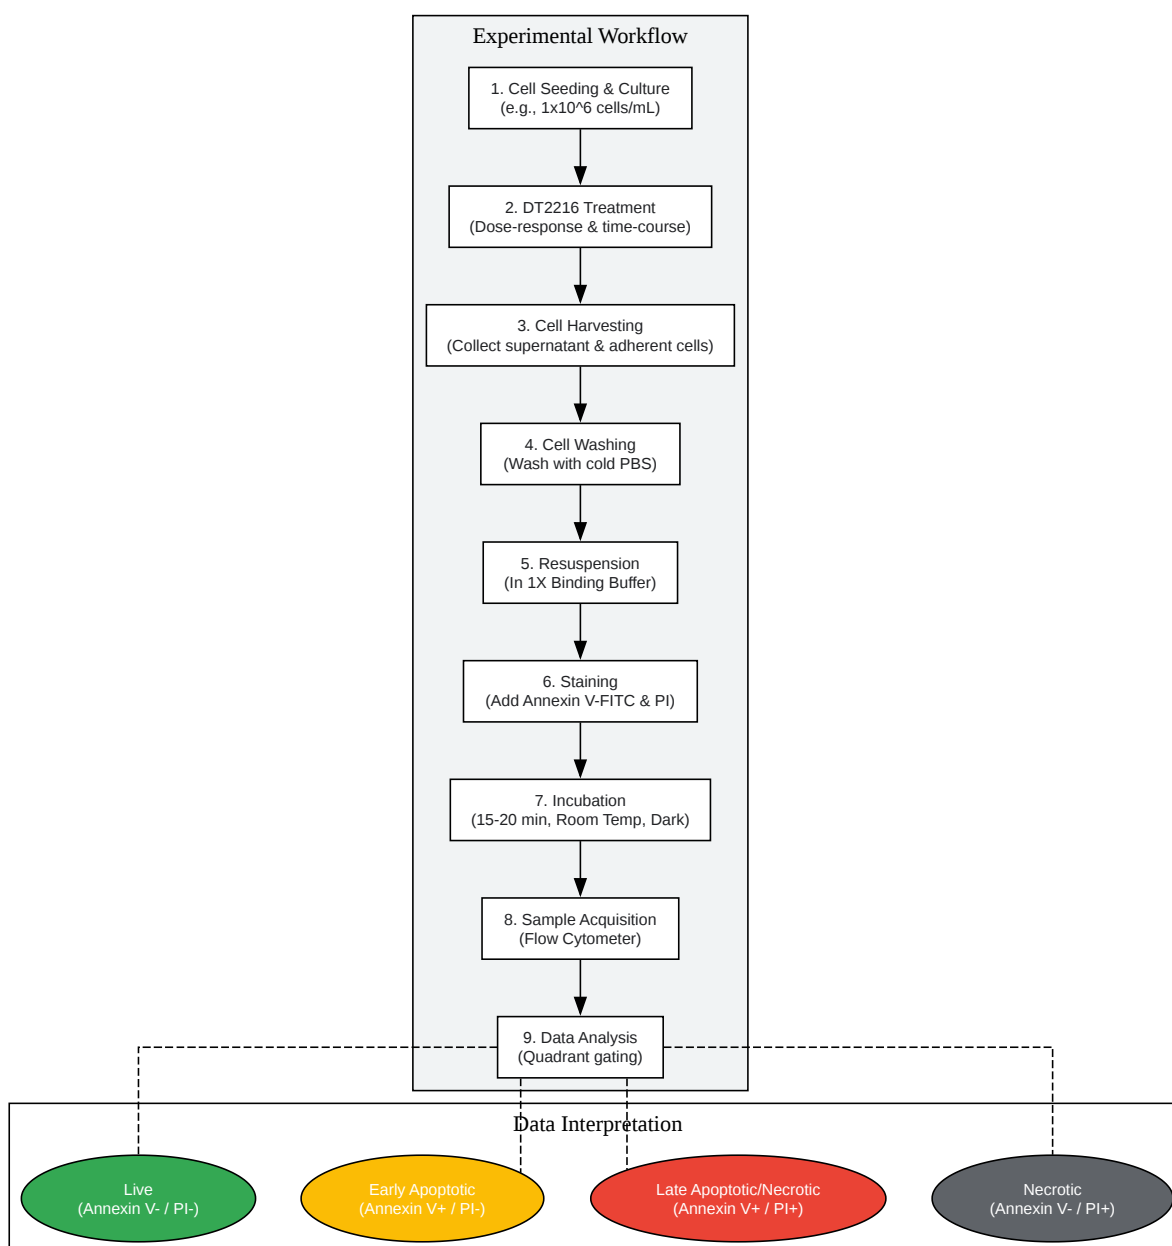 Experimental Workflow
1. Cell Seeding & Culture
(e.g., 1x10^6 cells/mL)
2. DT2216 Treatment
(Dose-response & time-course)
3. Cell Harvesting
(Collect supernatant & adherent cells)
4. Cell Washing
(Wash with cold PBS)
5. Resuspension
(In 1X Binding Buffer)
6. Staining
(Add Annexin V-FITC & PI)
7. Incubation
(15-20 min, Room Temp, Dark)
8. Sample Acquisition
(Flow Cytometer)
9. Data Analysis
(Quadrant gating)
Data Interpretation
Live
(Annexin V- / PI-)
Early Apoptotic
(Annexin V+ / PI-)
Late Apoptotic/Necrotic
(Annexin V+ / PI+)
Necrotic
(Annexin V- / PI+)